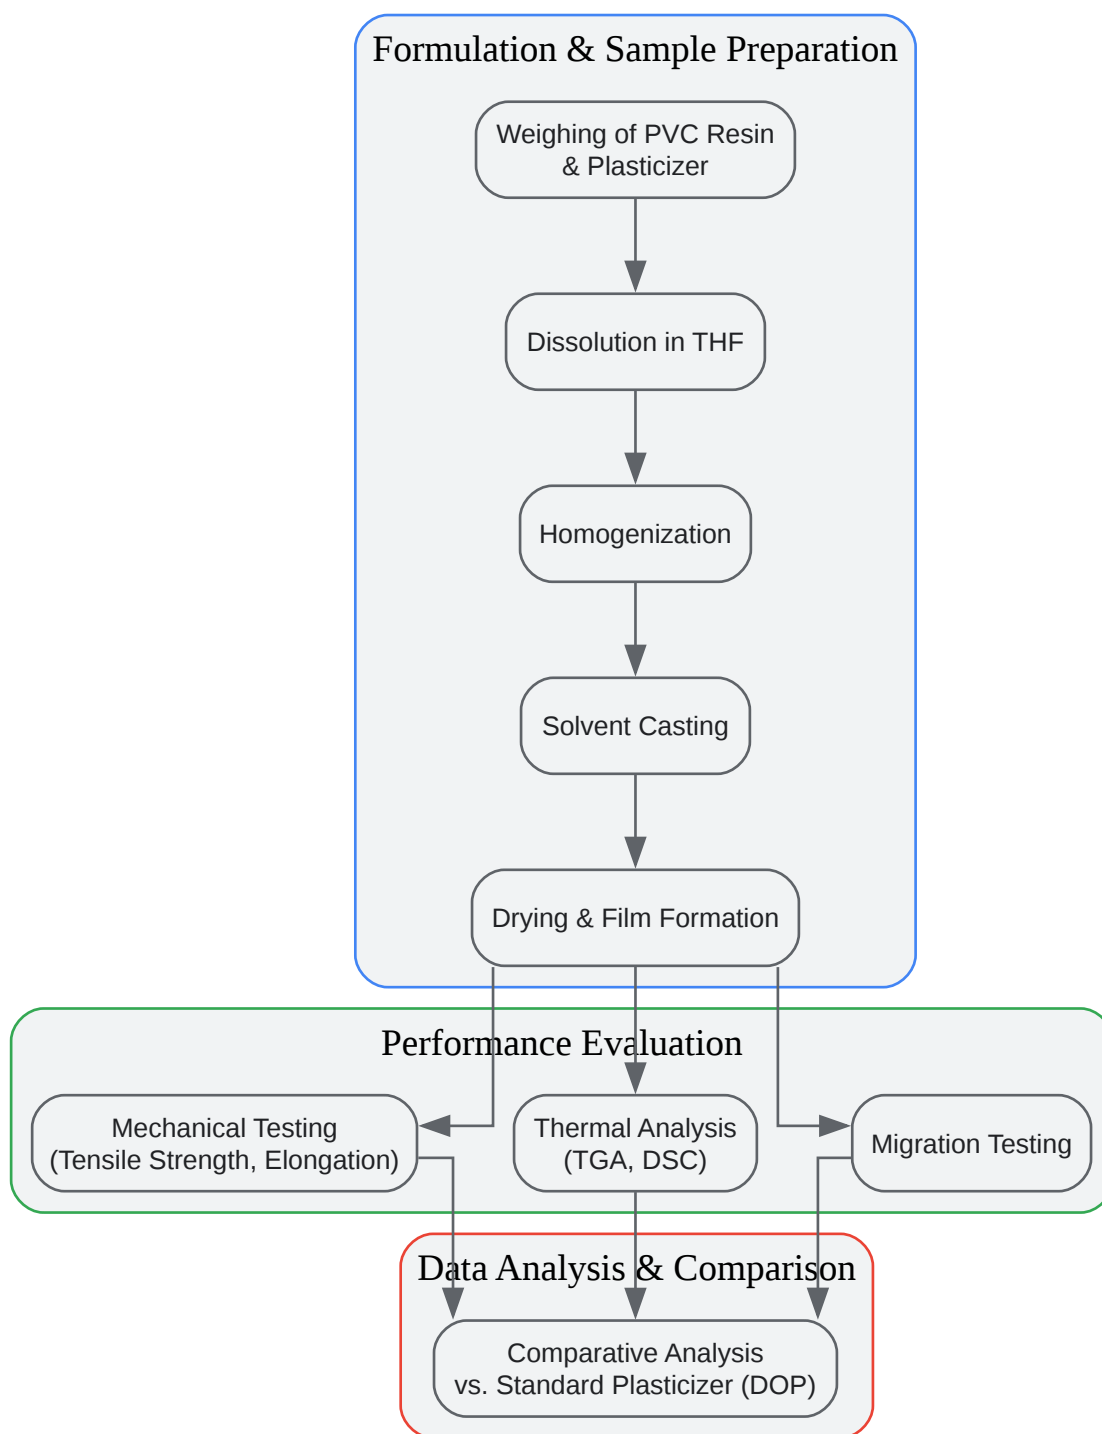 Formulation & Sample Preparation
Weighing of PVC Resin
& Plasticizer
Dissolution in THF
Homogenization
Solvent Casting
Drying & Film Formation
Performance Evaluation
Mechanical Testing
(Tensile Strength, Elongation)
Thermal Analysis
(TGA, DSC)
Migration Testing
Data Analysis & Comparison
Comparative Analysis
vs. Standard Plasticizer (DOP)